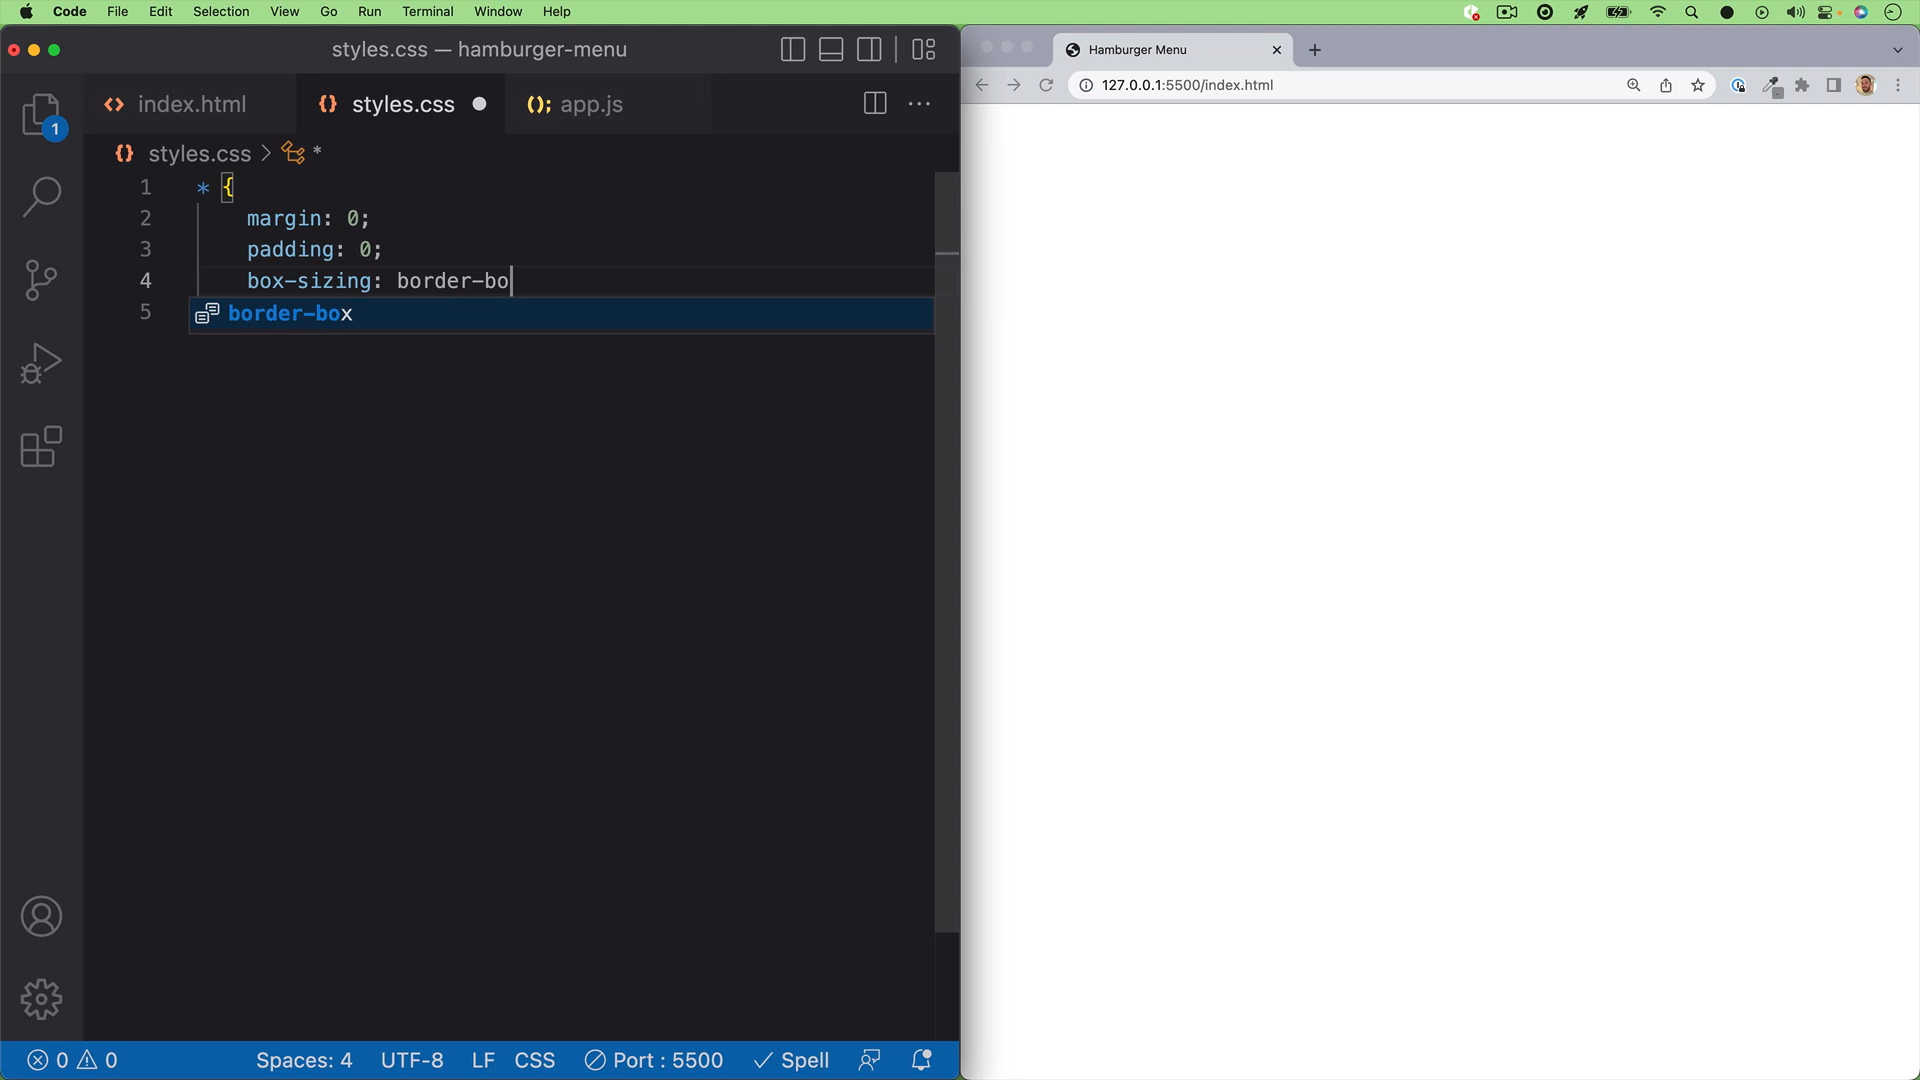 Code File Edit Selection View Go Run Terminal Window Help
styles.css — hamburger-menu
index.html
styles.css
app.js
styles.css > *
1 * {
2 margin: 0;
3 padding: 0;
4 box-sizing: border-bo
5
border-box
1
0 0 Spaces: 4 UTF-8 LF CSS Port : 5500 Spell
Hamburger Menu
127.0.0.1:5500/index.html